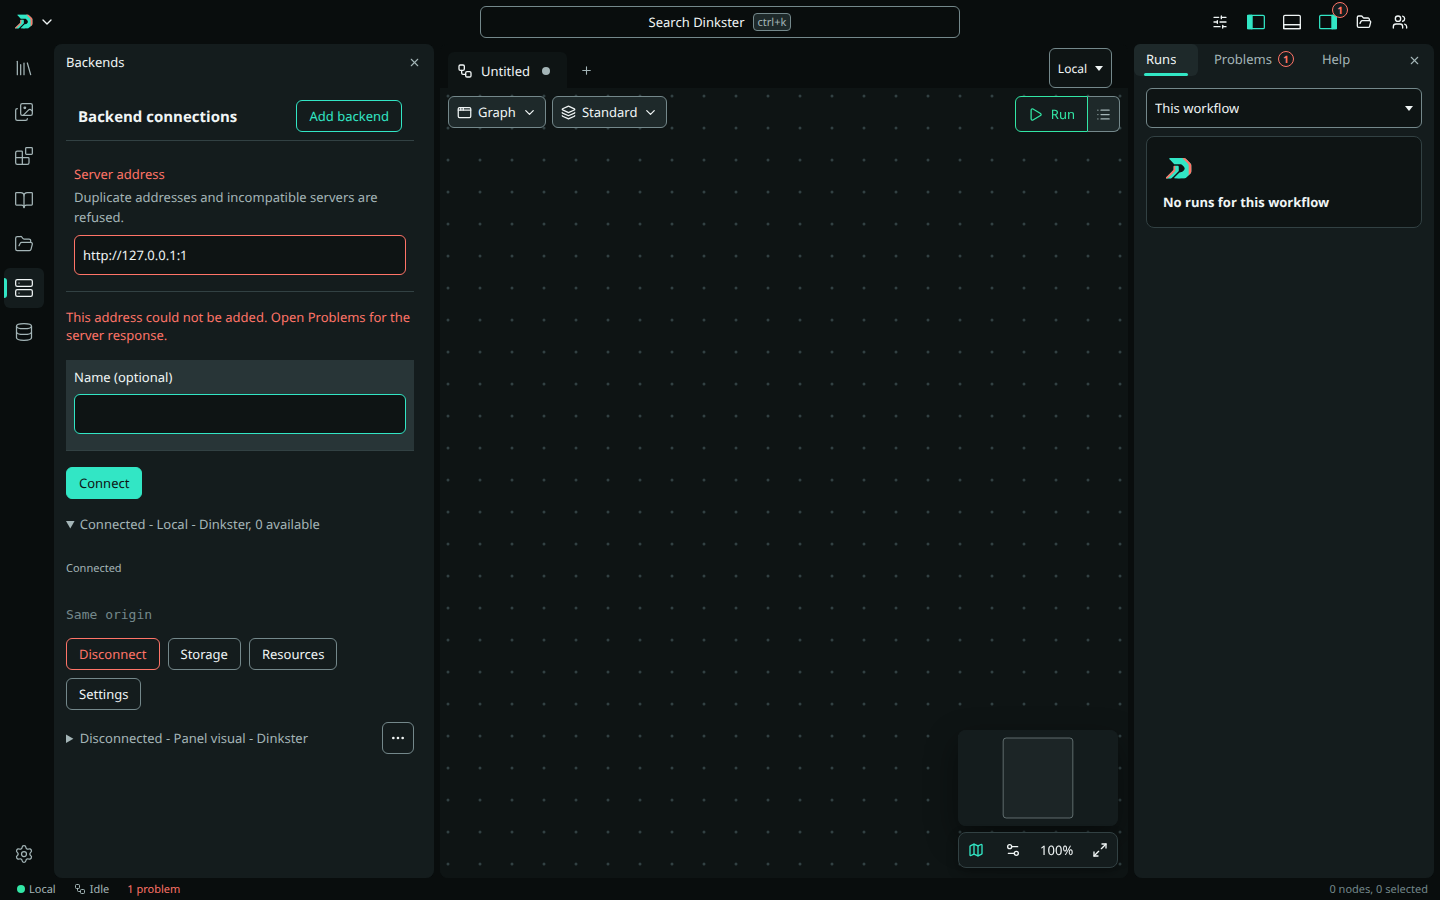 Search Dinkster ctrl+k
1
Backends
Backend connections
Add backend
Server address
Duplicate addresses and incompatible servers are
refused.
http://127.0.0.1:1
This address could not be added. Open Problems for the
server response.
Name (optional)
Connect
Connected - Local - Dinkster, 0 available
Connected
Same origin
Disconnect
Storage
Resources
Settings
Disconnected - Panel visual - Dinkster
Untitled
Local
Graph
Standard
Run
100%
Runs
Problems 1
Help
This workflow
No runs for this workflow
Local
Idle
1 problem
0 nodes, 0 selected